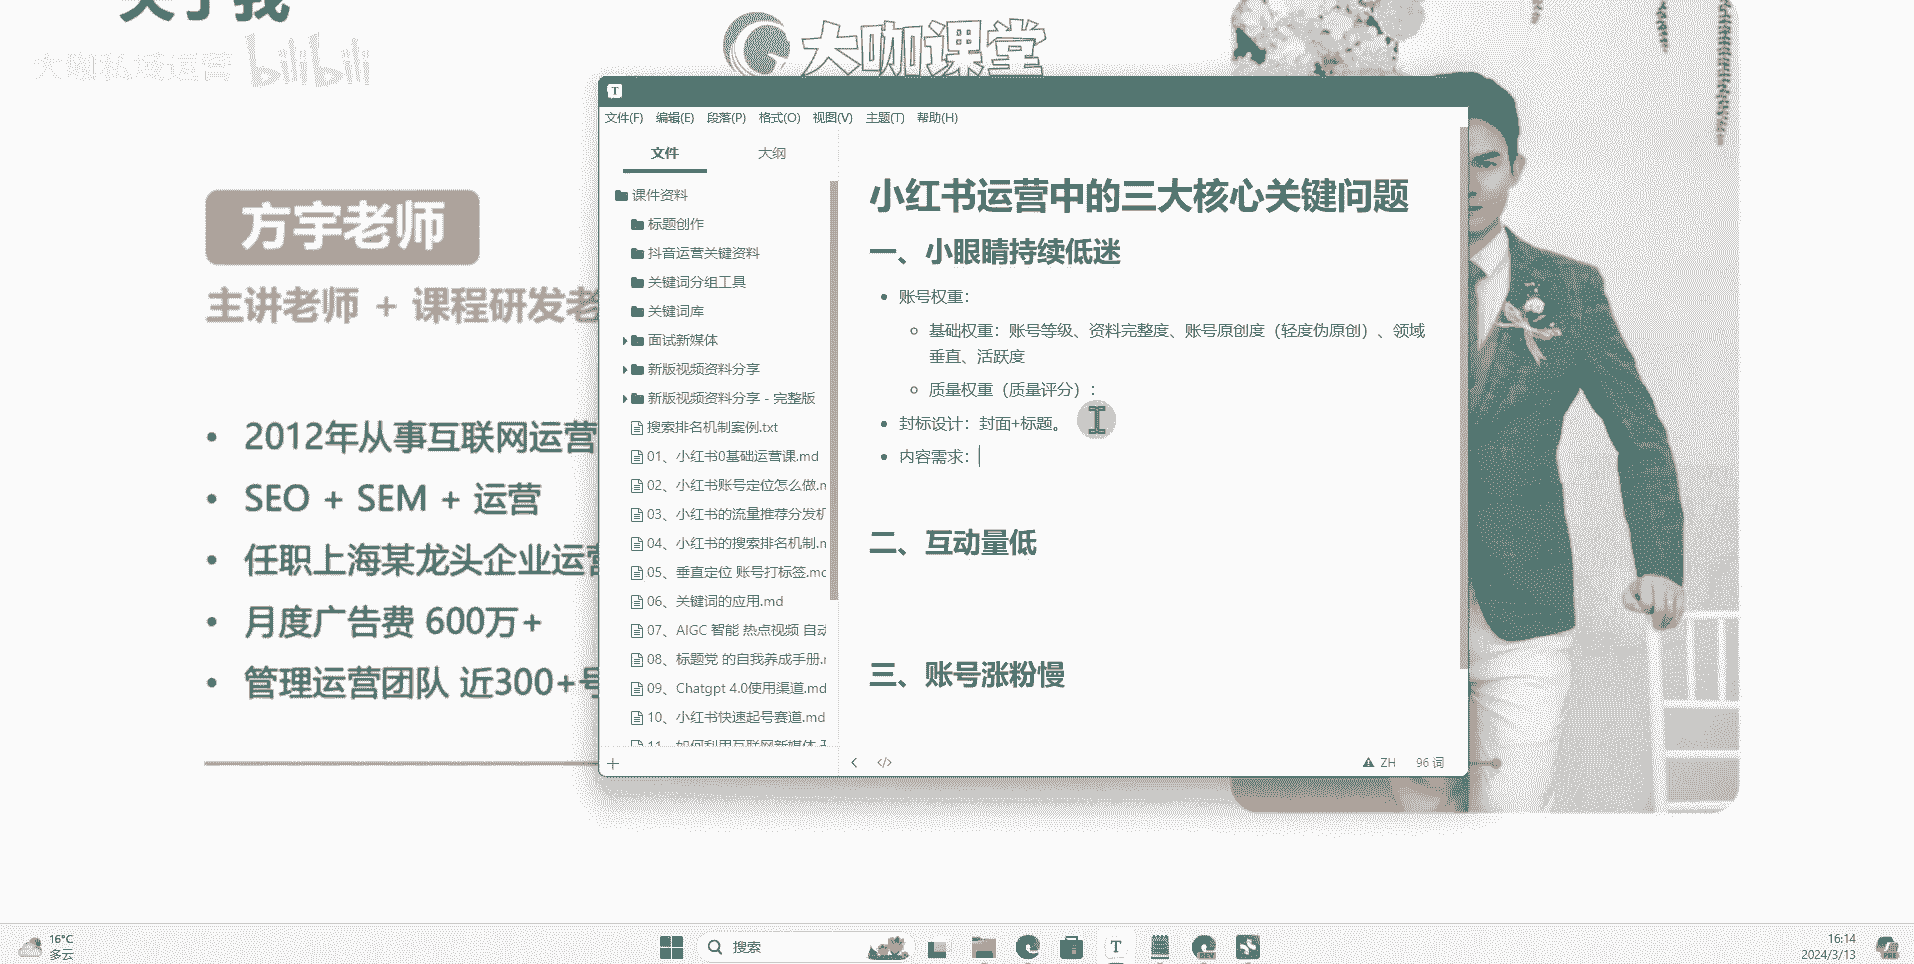 关于我
大咖私域运营 bilibili
大咖课堂
方宇老师
主讲老师 + 课程研发老
2012年从事互联网运营
SEO + SEM + 运营
任职上海某龙头企业运营
月度广告费 600万+
管理运营团队 近300+号
文件(F) 编辑(E) 段落(P) 格式(O) 视图(V) 主题(T) 帮助(H)
文件 大纲
课件资料
标题创作
抖音运营关键资料
关键词分组工具
关键词库
面试新媒体
新版视频资料分享
新版视频资料分享 - 完整版
搜索排名机制案例.txt
01、小红书0基础运营课.md
02、小红书账号定位怎么做.m
03、小红书的流量推荐分发机
04、小红书的搜索排名机制.m
05、垂直定位 账号打标签.md
06、关键词的应用.md
07、AIGC 智能 热点视频 自动
08、标题党 的自我养成手册.m
09、Chatgpt 4.0使用渠道.md
10、小红书快速起号赛道.md
11、如何利用互联网新媒体
小红书运营中的三大核心关键问题
一、小眼睛持续低迷
账号权重：
基础权重：账号等级、资料完整度、账号原创度（轻度伪原创）、领域
垂直、活跃度
质量权重（质量评分）：
封标设计：封面+标题。
内容需求：
二、互动量低
三、账号涨粉慢
ZH 96 词
16°C
多云
搜索
16:14
2024/3/13